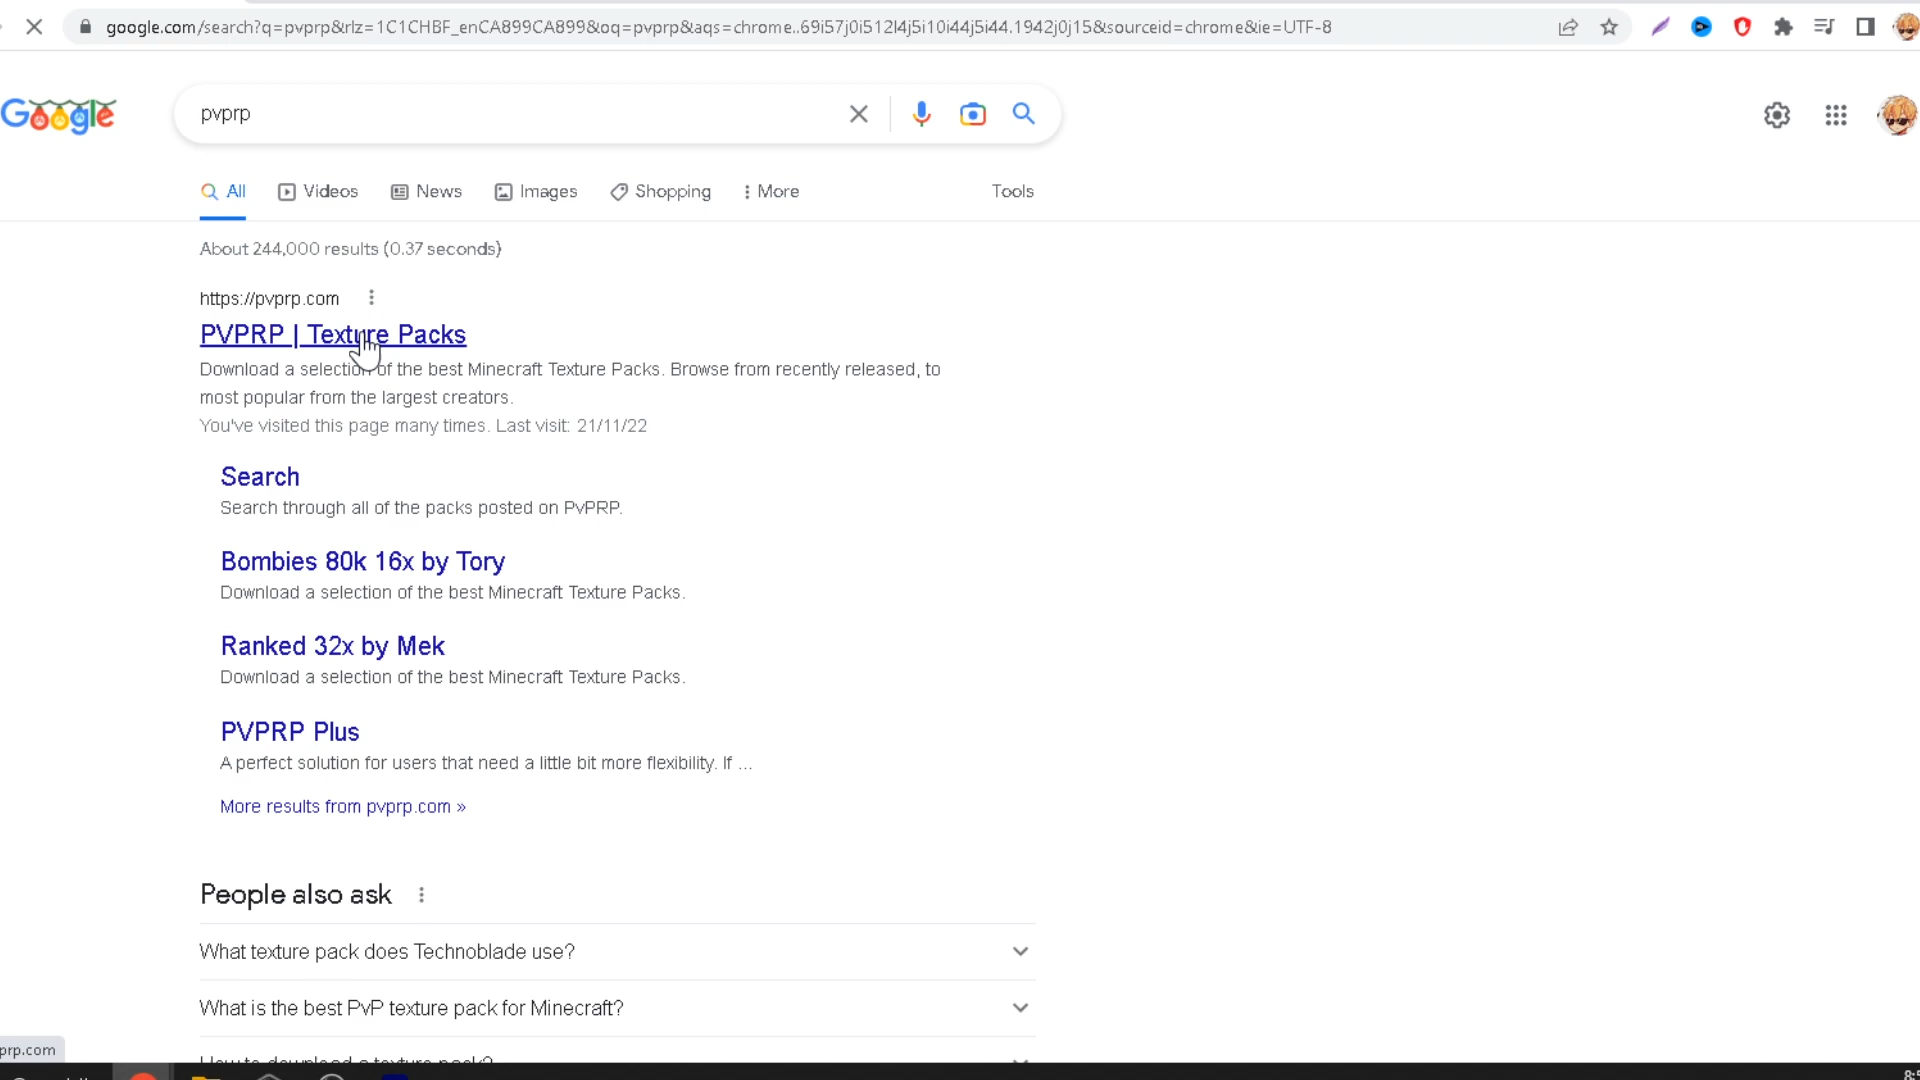 google.com/search?q=pvprp&rlz=1C1CHBF_enCA899CA899&oq=pvprp&aqs=chrome..69i57j0i512l4j5i10i44j5i44.1942j0j15&sourceid=chrome&ie=UTF-8
Google
pvprp
All
Videos
News
Images
Shopping
More
Tools
About 244,000 results (0.37 seconds)
https://pvprp.com
PVPRP | Texture Packs
Download a selection of the best Minecraft Texture Packs. Browse from recently released, to
most popular from the largest creators.
You've visited this page many times. Last visit: 21/11/22
Search
Search through all of the packs posted on PvPRP.
Bombies 80k 16x by Tory
Download a selection of the best Minecraft Texture Packs.
Ranked 32x by Mek
Download a selection of the best Minecraft Texture Packs.
PVPRP Plus
A perfect solution for users that need a little bit more flexibility. If ...
More results from pvprp.com »
People also ask
What texture pack does Technoblade use?
What is the best PvP texture pack for Minecraft?
How to download a texture pack?
prp.com